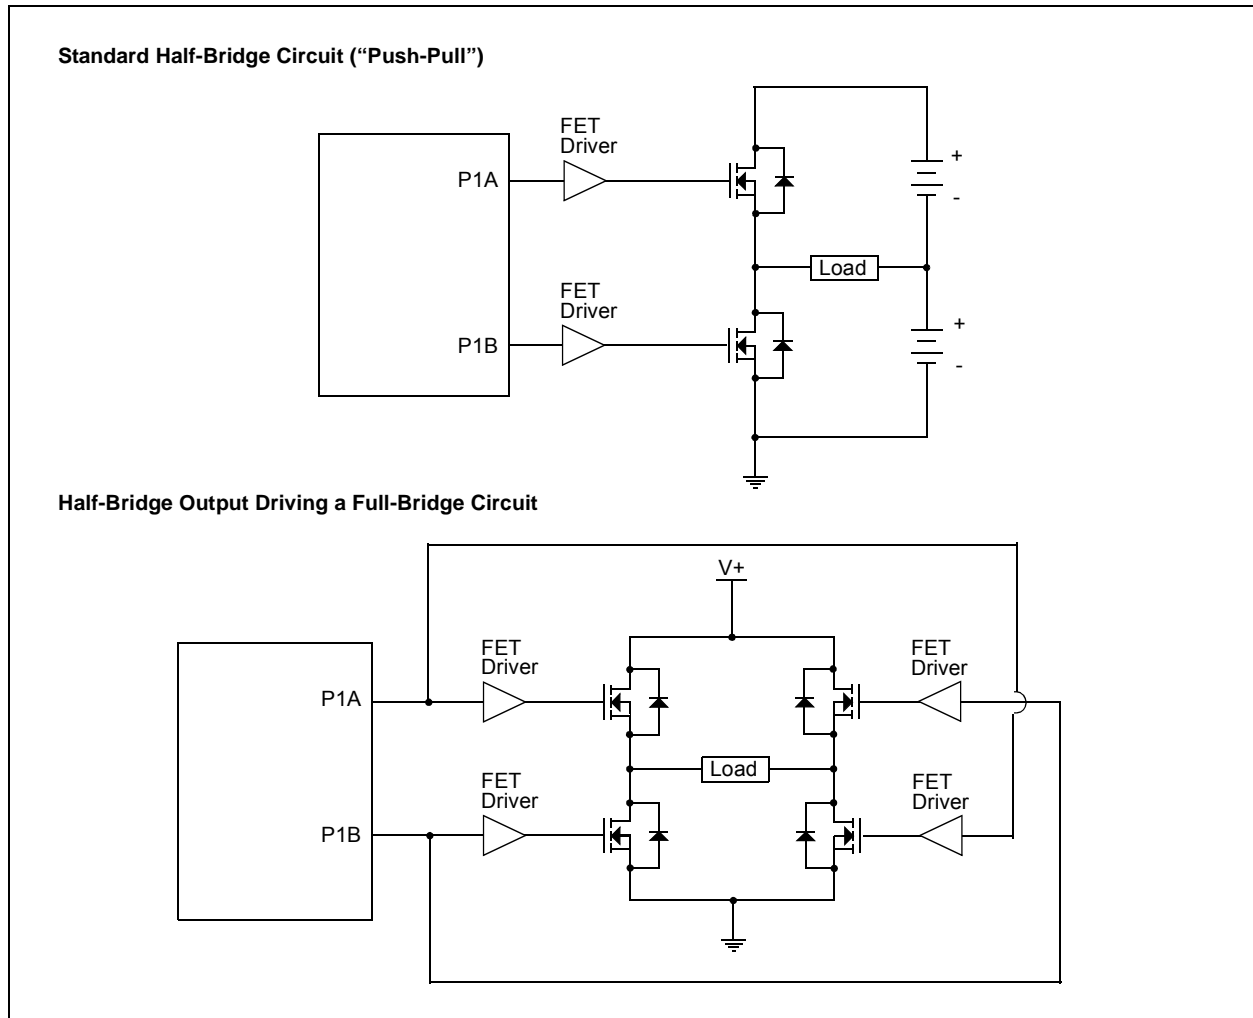 Standard Half-Bridge Circuit (“Push-Pull”)
FET
Driver
P1A
+
-
Load
FET
Driver
P1B
+
-
Half-Bridge Output Driving a Full-Bridge Circuit
V+
FET
Driver
FET
Driver
P1A
Load
FET
Driver
FET
Driver
P1B